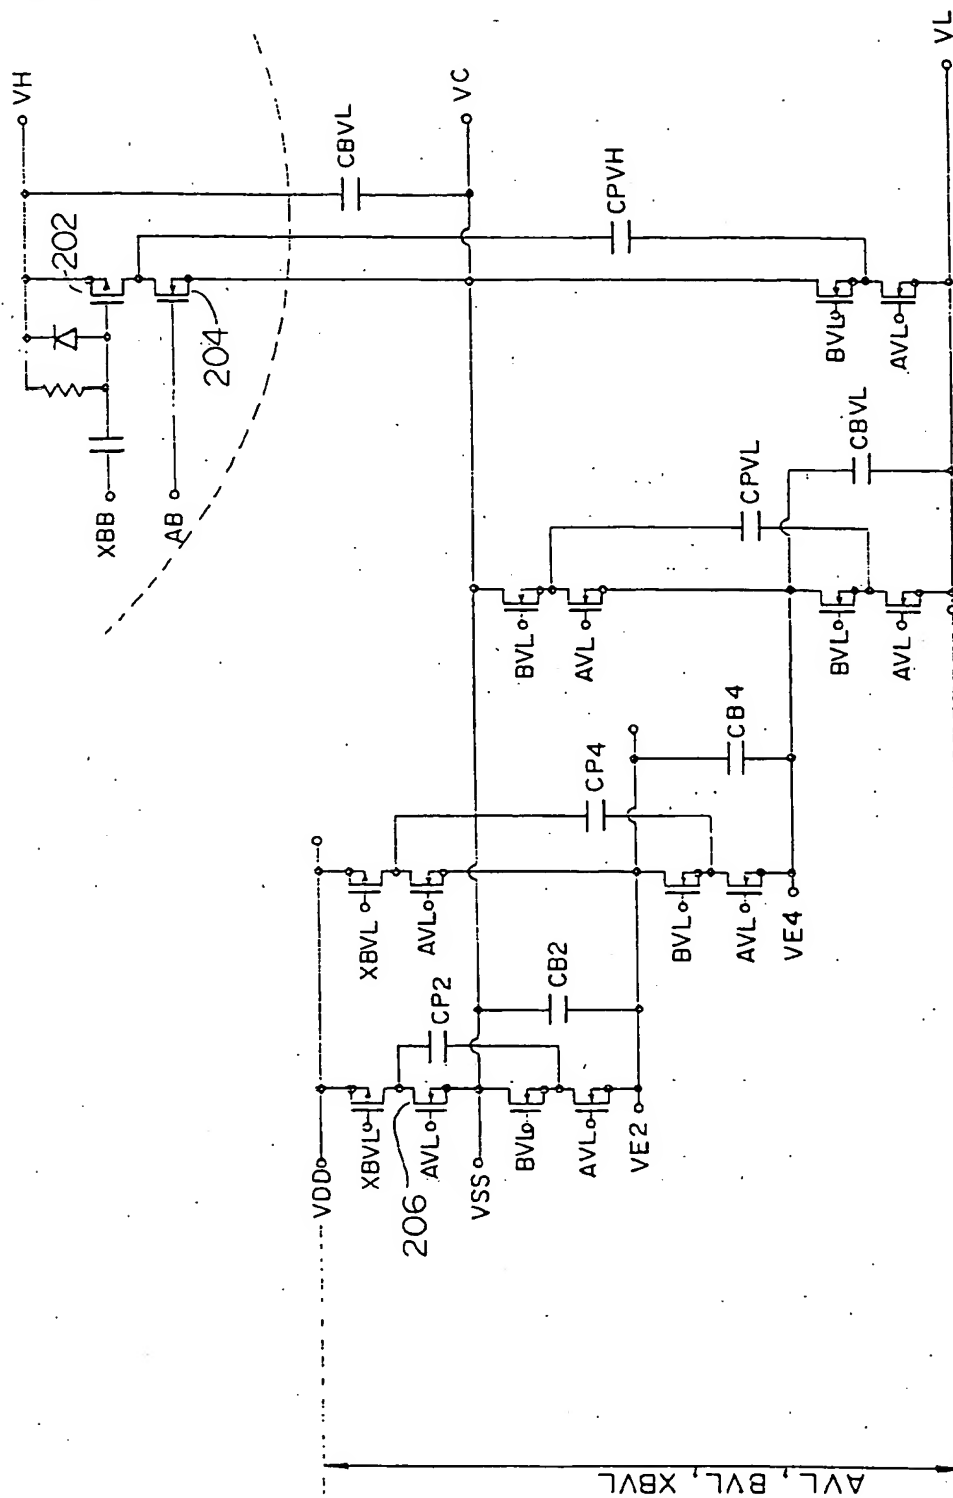 VH
202
XBB
AB
204
CBVL
VC
CPVH
BVL
AVL
VL
CPVL
CBVL
BVL
AVL
BVL
AVL
VDD
XBVL
AVL
CP4
BVL
AVL
CB4
VE4
XBVL
AVL
CP2
206
VSS
BVL
AVL
CB2
VE2
AVL, BVL, XBVL